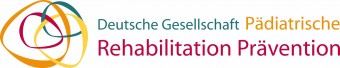 Deutsche Gesellschaft Pädiatrische
Rehabilitation Prävention